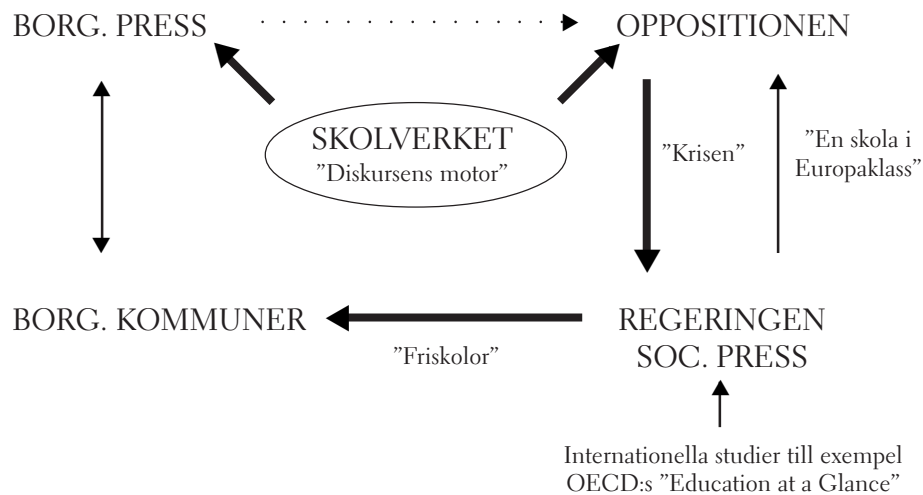 BORG. PRESS
OPPOSITIONEN
SKOLVERKET
”Diskursens motor”
”Krisen”
”En skola i
Europaklass”
BORG. KOMMUNER
”Friskolor”
REGERINGEN
SOC. PRESS
Internationella studier till exempel
OECD:s ”Education at a Glance”